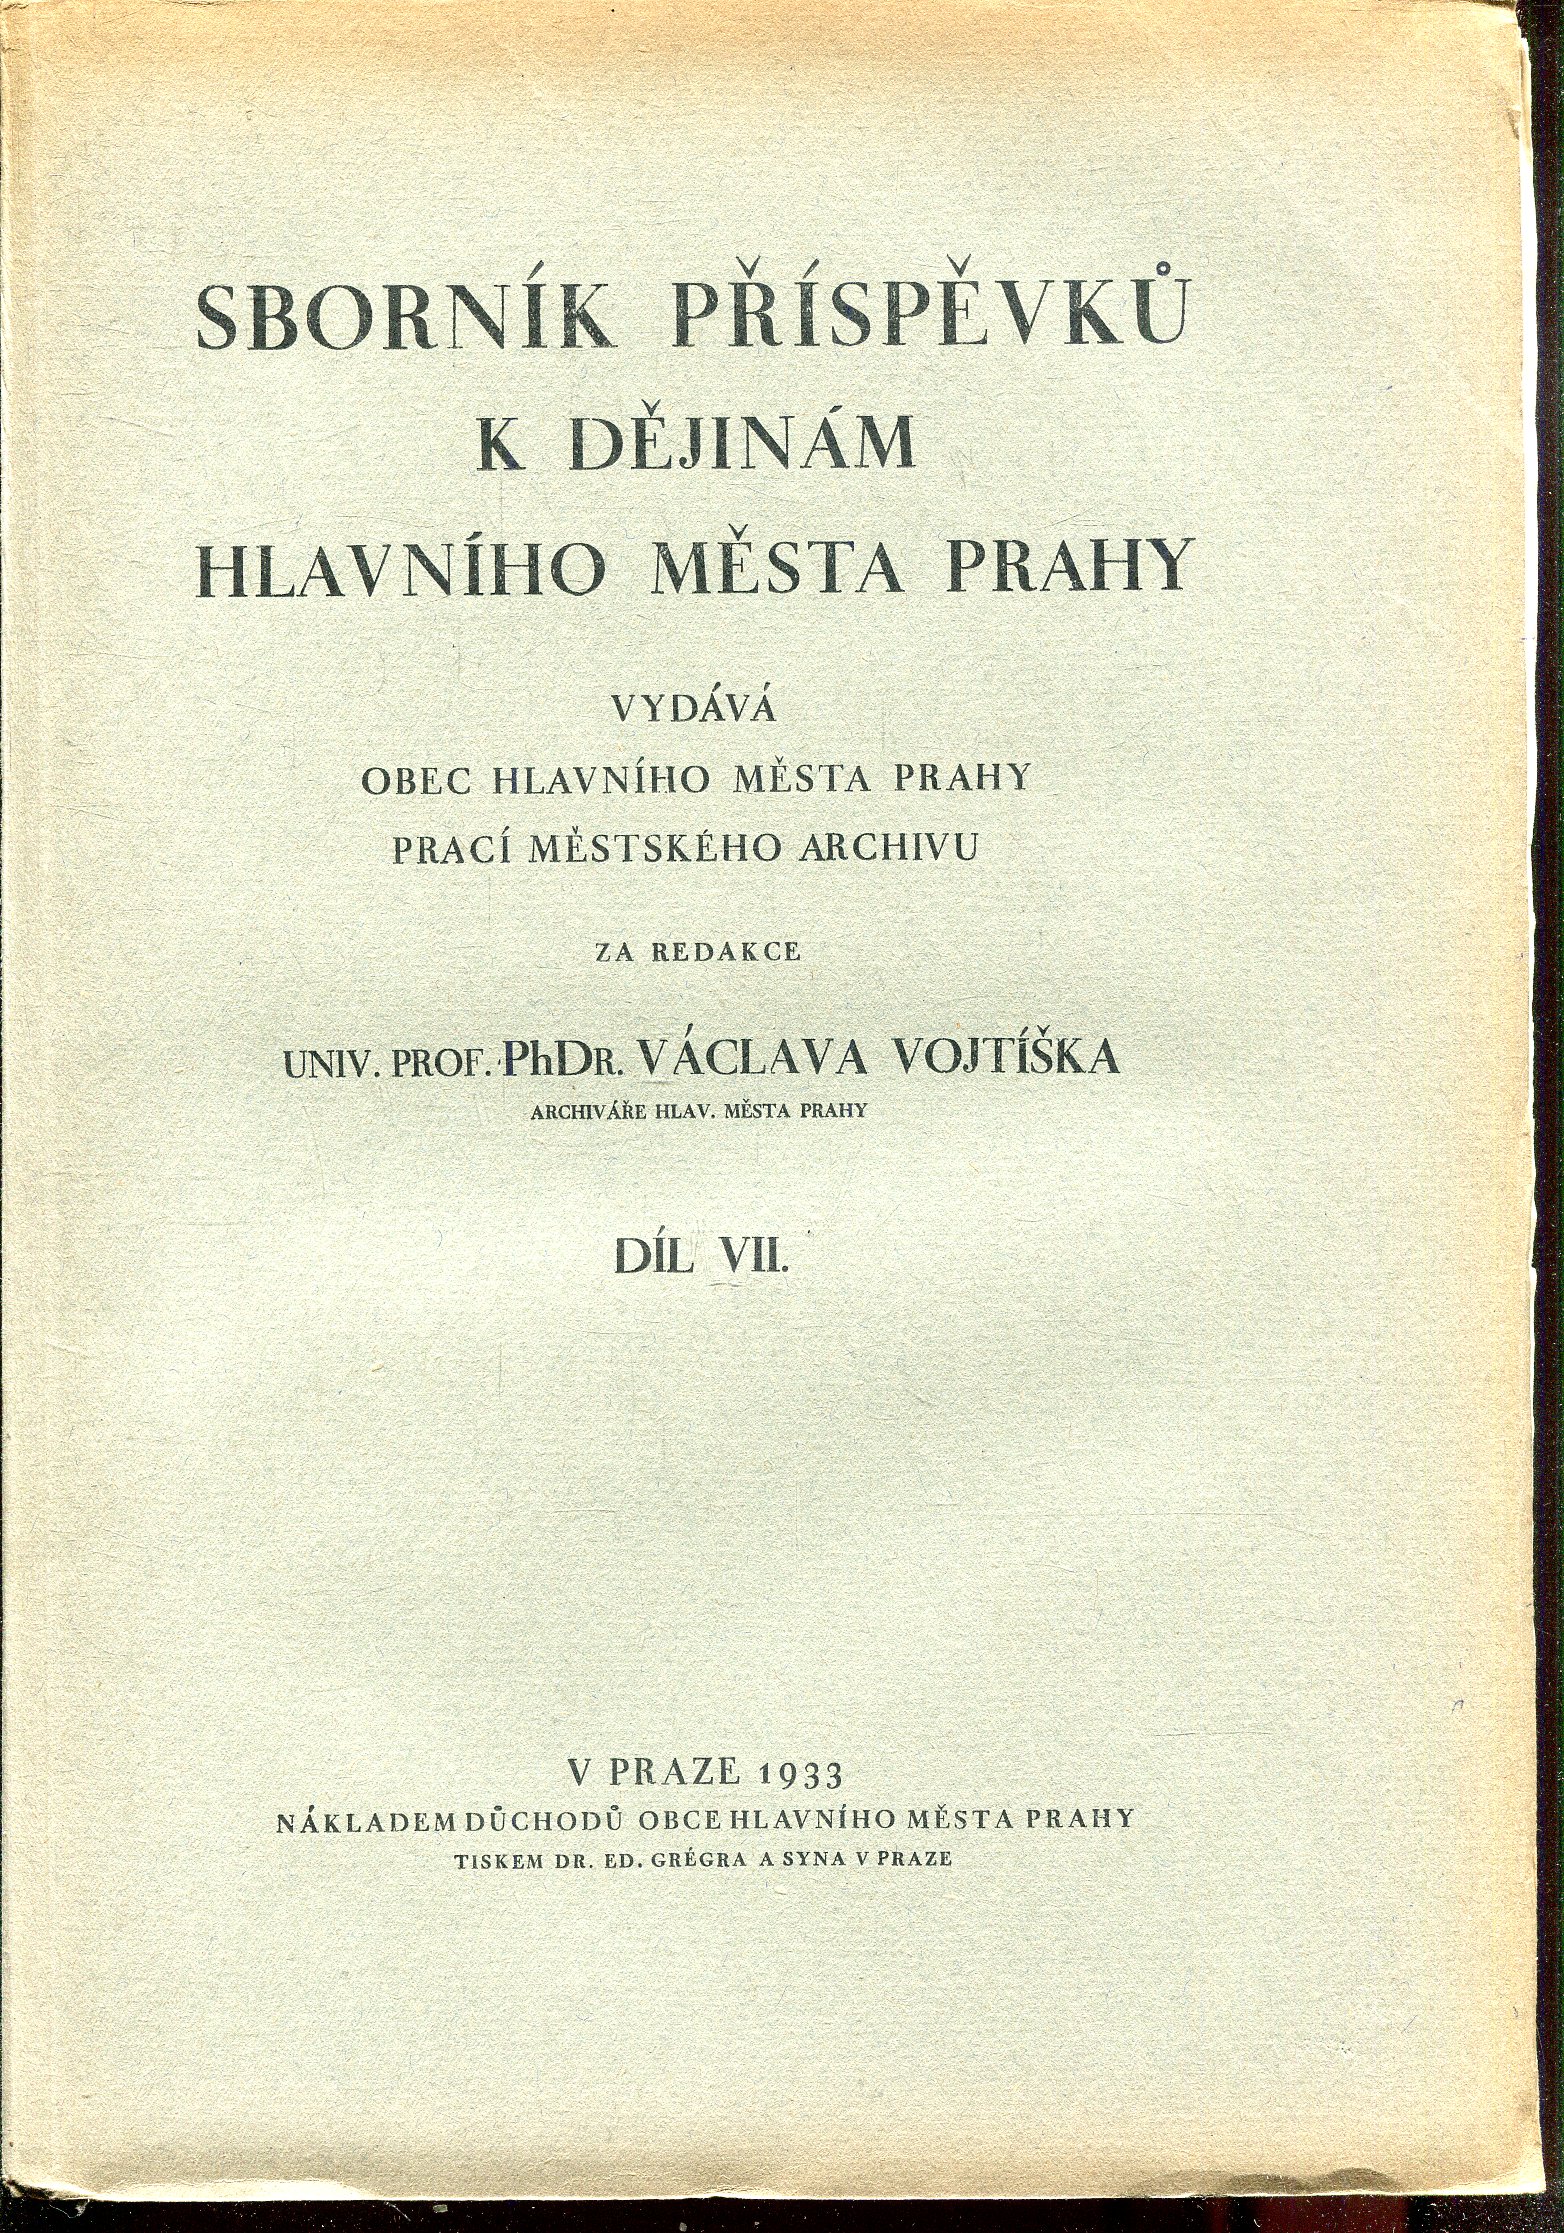 SBORNÍK PŘÍSPĚVKŮ
K DĚJINÁM
HLAVNÍHO MĚSTA PRAHY
VYDÁVÁ
OBEC HLAVNÍHO MĚSTA PRAHY
PRACÍ MĚSTSKÉHO ARCHIVU
ZA REDAKCE
UNIV. PROF. PhDR. VÁCLAVA VOJTÍŠKA
ARCHIVÁŘE HLAV. MĚSTA PRAHY
DÍL VII.
V PRAZE 1933
NÁKLADEM DŮCHODŮ OBCE HLAVNÍHO MĚSTA PRAHY
TISKEM DR. ED. GRÉGRA A SYNA V PRAZE